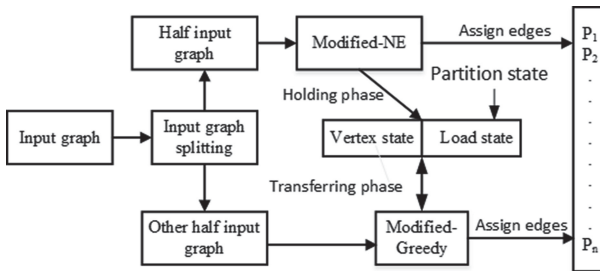 Half input
graph
Modified-NE
Assign edges
P1
P2
.
.
.
.
.
.
.
Pn
Partition state
Holding phase
Input graph
Input graph
splitting
Vertex state
Load state
Transferring phase
Other half input
graph
Modified-
Greedy
Assign edges